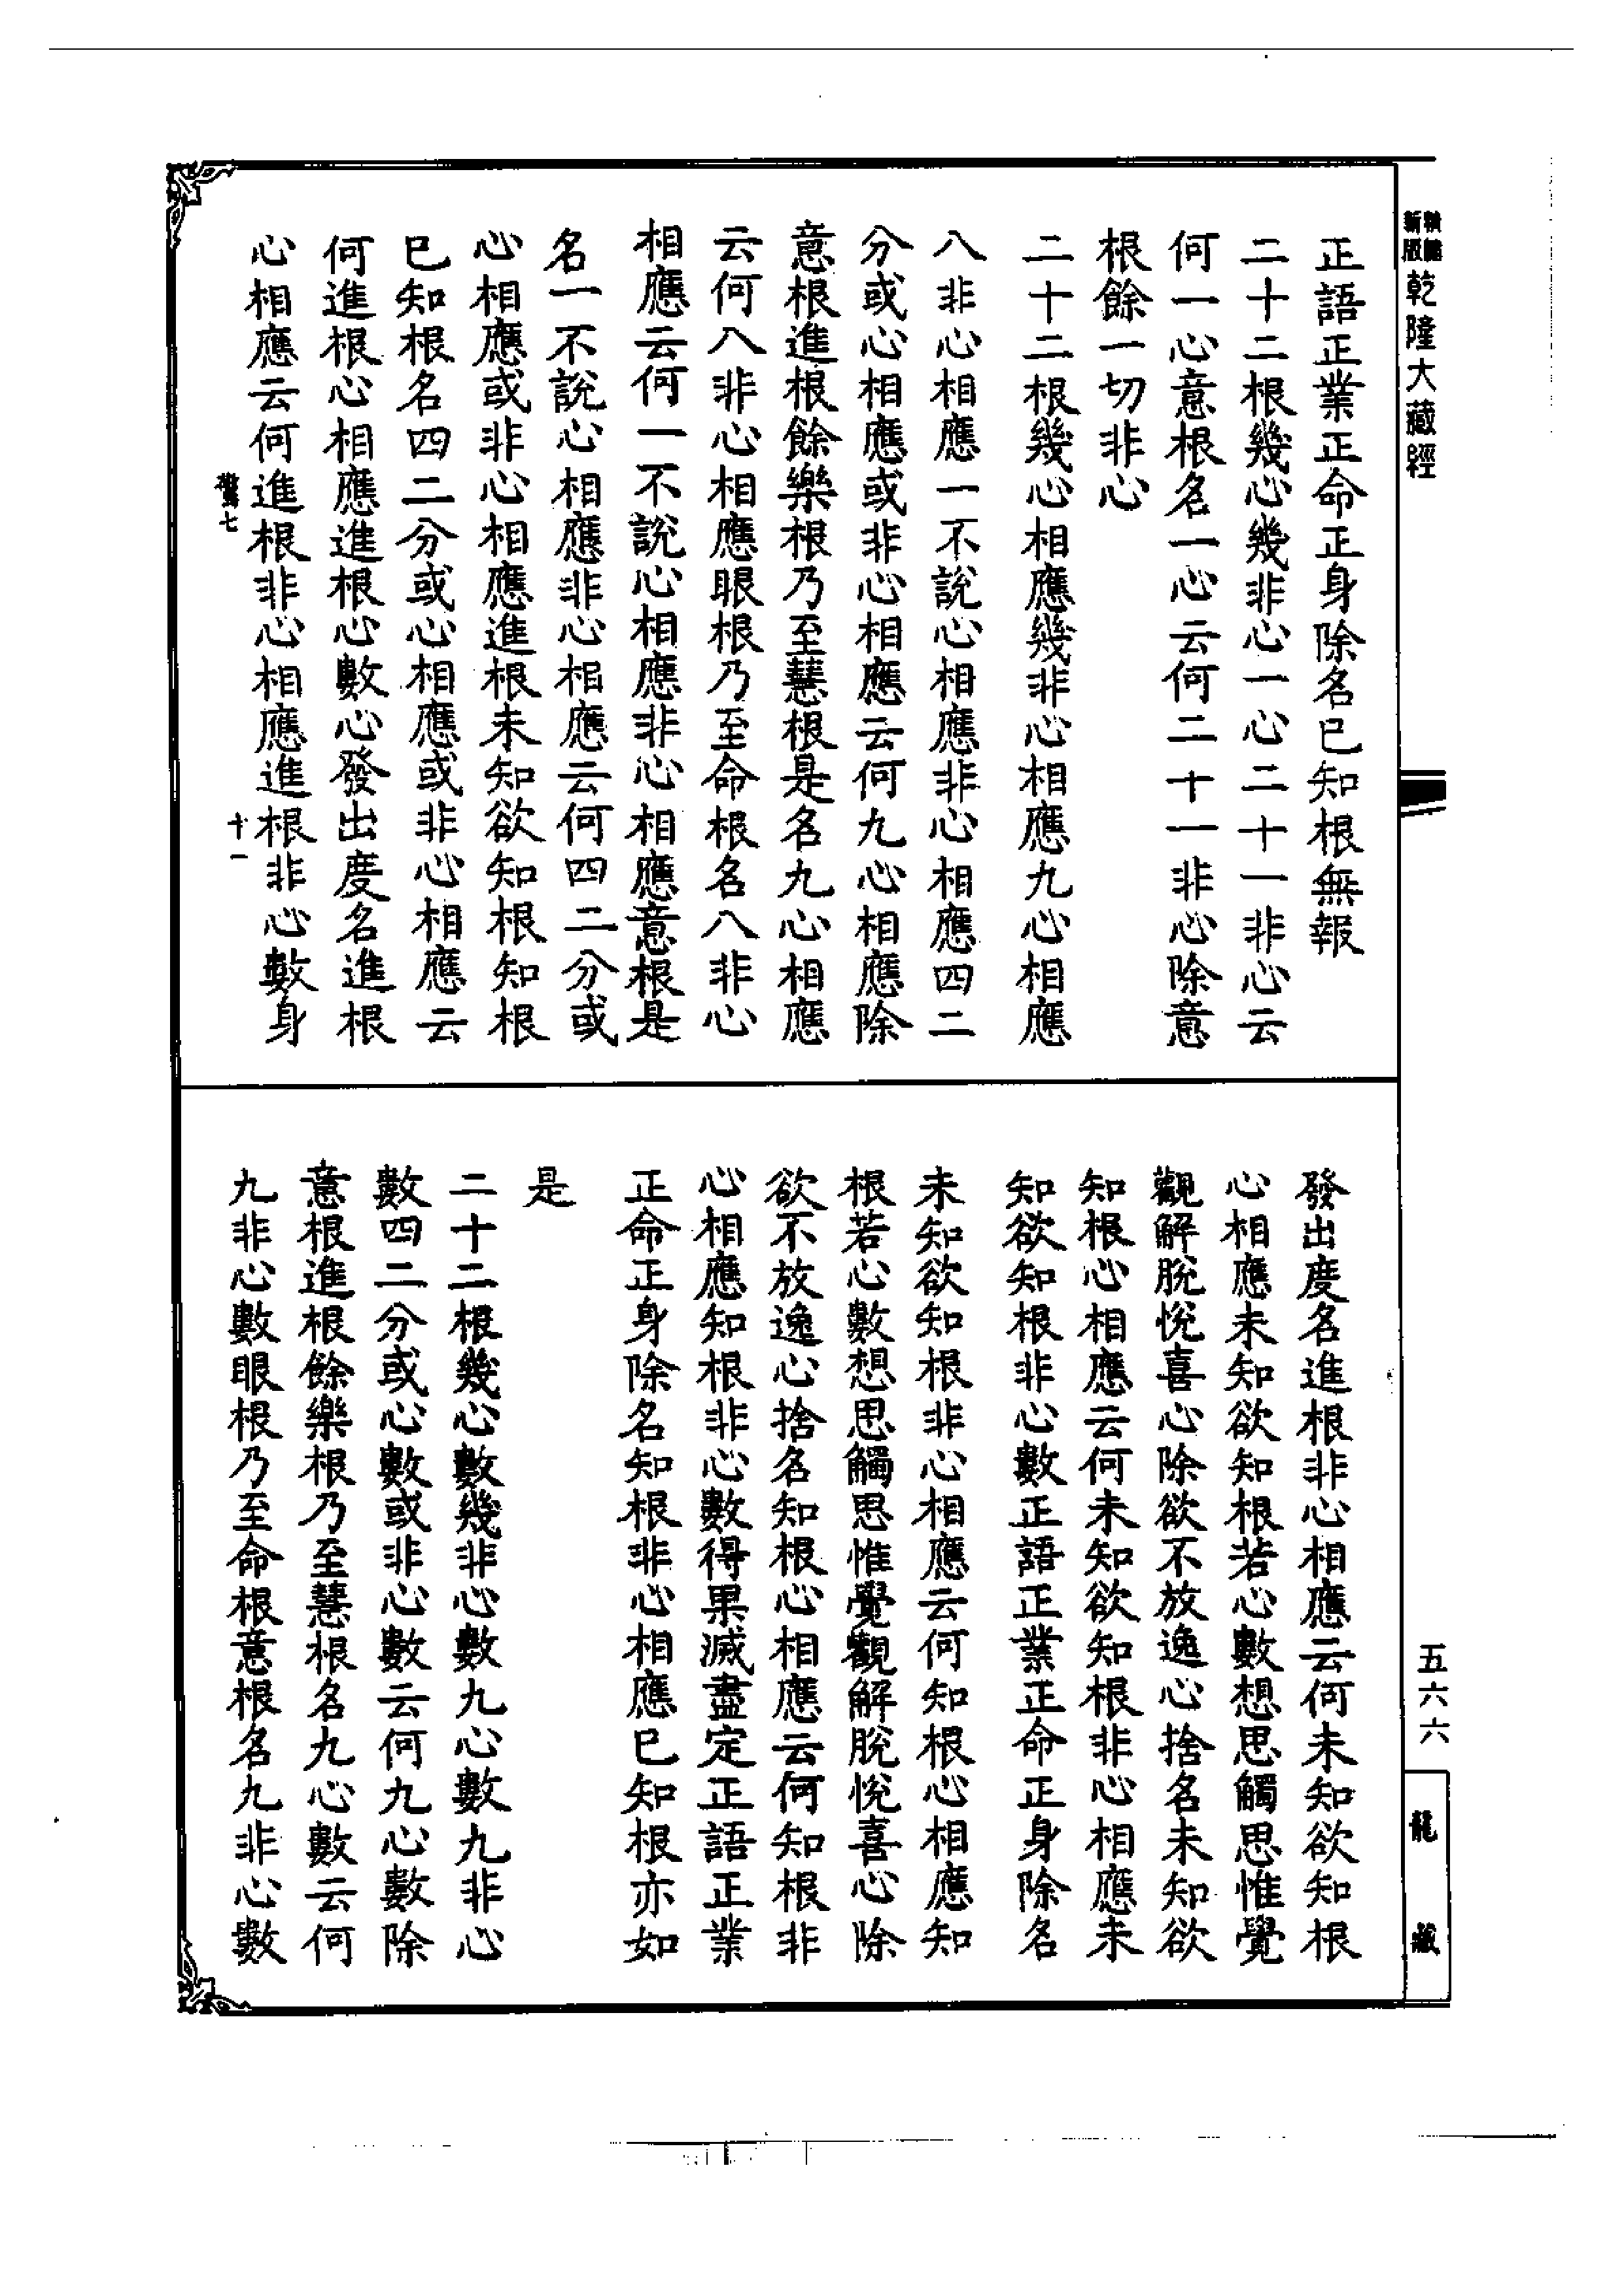 新版
乾隆大藏經
正語正業正命正身除名已知根無報
二十二根幾心幾非心一心二十一非心云
何一心意根名一心云何二十一非心除意
根餘一切非心
二十二根幾心相應幾非心相應九心相應
八非心相應一不說心相應非心相應四二
分或心相應或非心相應云何九心相應除
意根進根餘樂根乃至慧根是名九心相應
云何八非心相應眼根乃至命根名八非心
相應云何一不說心相應非心相應意根是
名一不說心相應非心相應云何四二分或
心相應或非心相應進根未知欲知根知根
已知根名四二分或心相應或非心相應云
何進根心相應進根心數心發出度名進根
心相應云何進根非心相應進根非心數身
七
十一
發出度名進根非心相應云何未知欲知根
心相應未知欲知根若心數想思觸思惟覺
觀解脫悅喜心除欲不放逸心捨名未知欲
知根心相應云何未知欲知根非心相應未
知欲知根非心數正語正業正命正身除名
未知欲知根非心相應云何知根心相應知
根若心數想思觸思惟覺觀解脫悅喜心除
欲不放逸心捨名知根心相應云何知根非
心相應知根非心數得果滅盡定正語正業
正命正身除名知根非心相應已知根亦如
是
二十二根幾心數幾非心數九心數九非心
數四二分或心數或非心數云何九心數除
意根進根餘樂根乃至慧根名九心數云何
九非心數眼根乃至命根意根名九非心數
五六六
龍藏